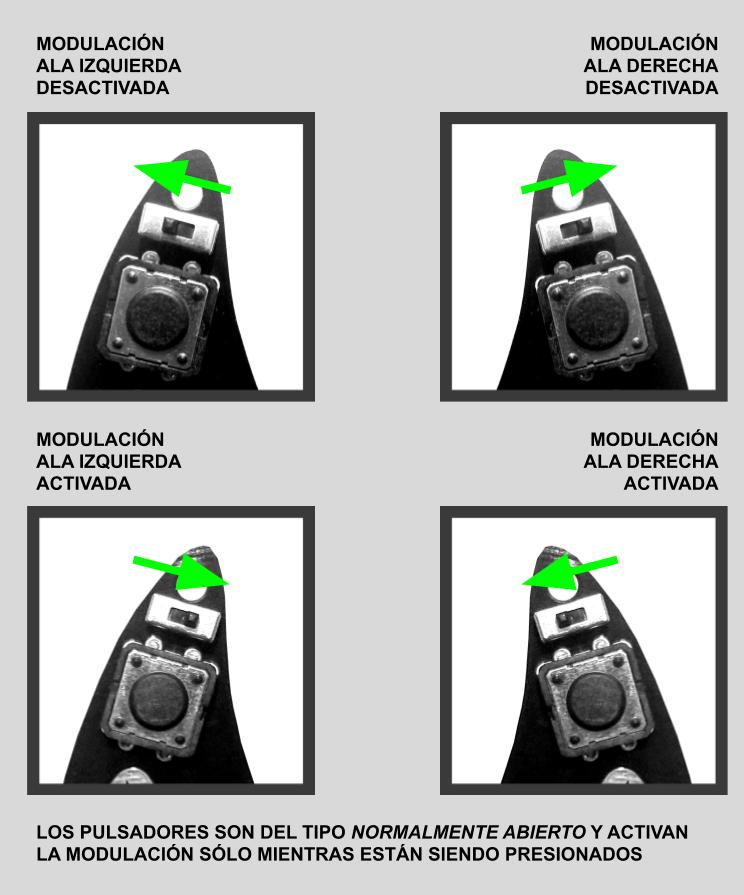 MODULACIÓN
ALA IZQUIERDA
DESACTIVADA
MODULACIÓN
ALA DERECHA
DESACTIVADA
MODULACIÓN
ALA IZQUIERDA
ACTIVADA
MODULACIÓN
ALA DERECHA
ACTIVADA
LOS PULSADORES SON DEL TIPO NORMALMENTE ABIERTO Y ACTIVAN
LA MODULACIÓN SÓLO MIENTRAS ESTÁN SIENDO PRESIONADOS